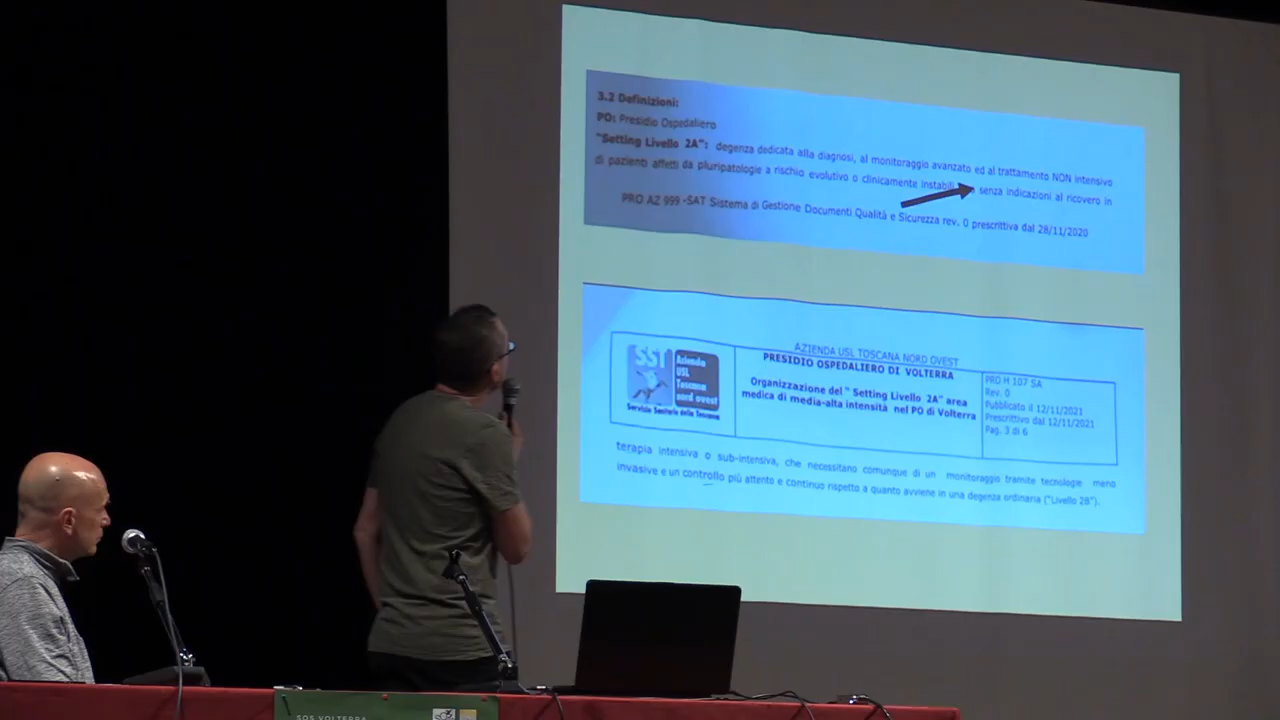 3.2 Definizioni:
PO: Presidio Ospedaliero
"Setting Livello 2A": degenza dedicata alla diagnosi, al monitoraggio avanzato ed al trattamento NON intensivo
di pazienti affetti da pluripatologie a rischio evolutivo o clinicamente instabili senza indicazioni al ricovero in
PRO AZ 999 -SAT Sistema di Gestione Documenti Qualità e Sicurezza rev. 0 prescrittiva dal 28/11/2020
SST
Azienda
USL
Toscana
nord ovest
Servizio Sanitario della Toscana
AZIENDA USL TOSCANA NORD OVEST
PRESIDIO OSPEDALIERO DI VOLTERRA
Organizzazione del " Setting Livello 2A" area
medica di media-alta intensità nel PO di Volterra
PRO H 107 SA
Rev. 0
Pubblicato il 12/11/2021
Prescrittivo dal 12/11/2021
Pag. 3 di 6
terapia intensiva o sub-intensiva, che necessitano comunque di un monitoraggio tramite tecnologie meno
invasive e un controllo più attento e continuo rispetto a quanto avviene in una degenza ordinaria ("Livello 2B").
SOS VOLTERRA